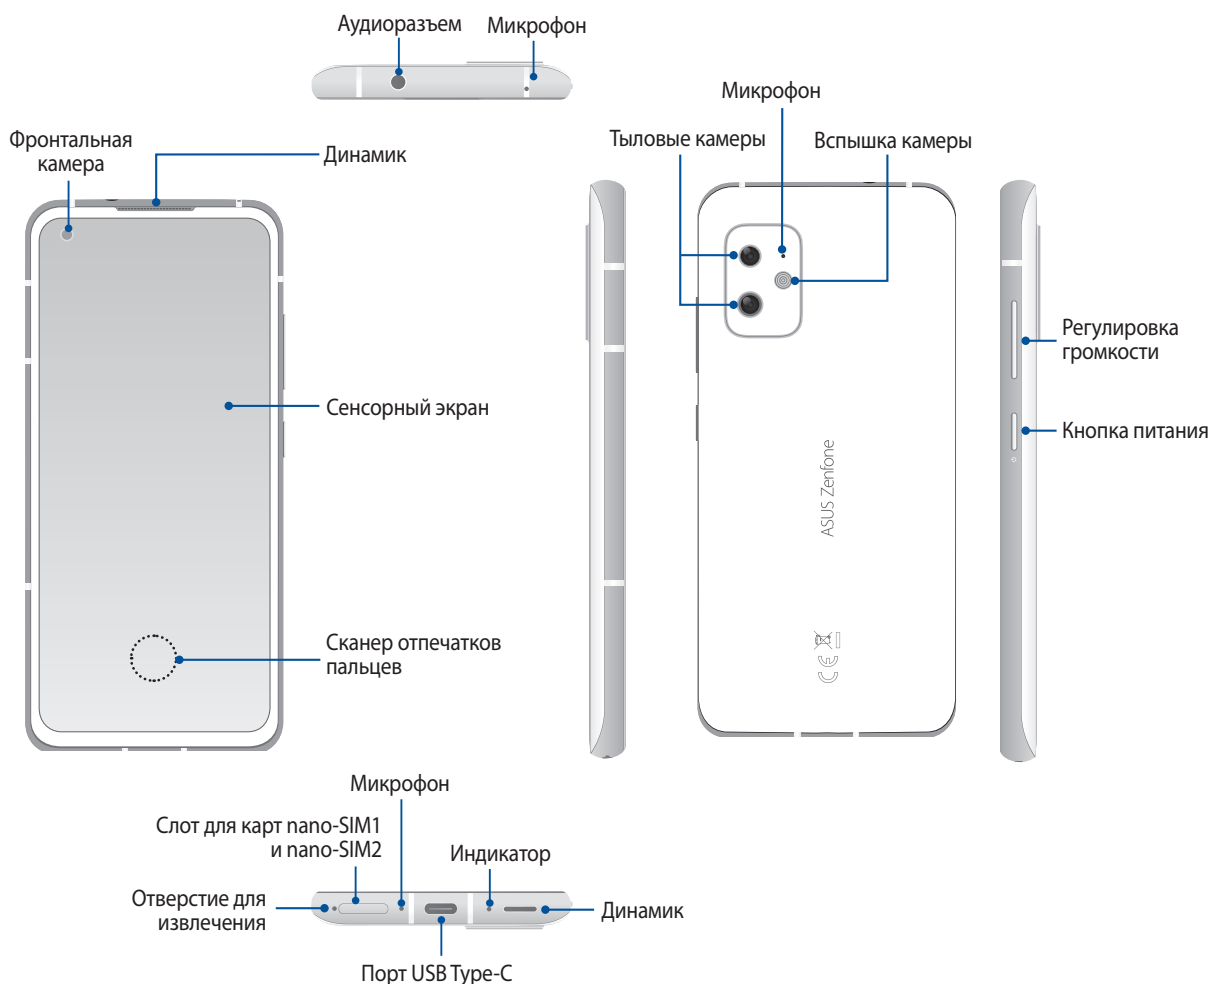 Аудиоразъем
Микрофон
Микрофон
Фронтальная
камера
Динамик
Тыловые камеры
Вспышка камеры
Регулировка
громкости
Сенсорный экран
Кнопка питания
ASUS Zenfone
Сканер отпечатков
пальцев
CE
Микрофон
Слот для карт nano-SIM1
и nano-SIM2
Индикатор
Отверстие для
извлечения
Динамик
Порт USB Type-C